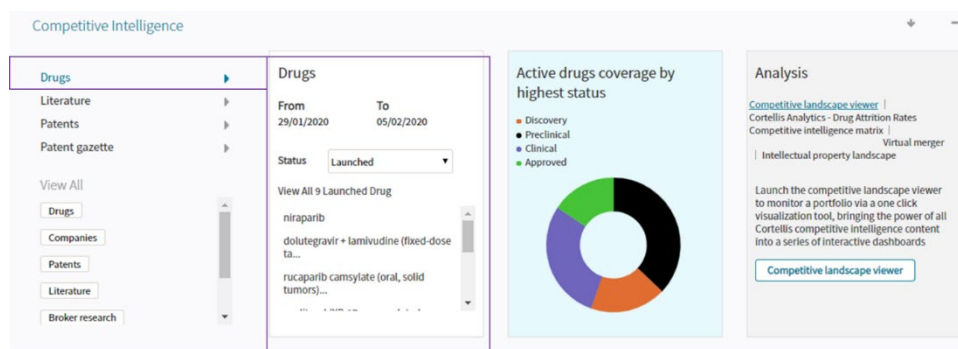 Competitive Intelligence
Drugs
Literature
Patents
Patent gazette
View All
Drugs
Companies
Patents
Literature
Broker research
Drugs
From To
29/01/2020 05/02/2020
Status Launched
View All 9 Launched Drug
niraparib
dolutegravir + lamivudine (fixed-dose
ta...
rucaparib camsylate (oral, solid
tumors)...
Active drugs coverage by
highest status
Discovery
Preclinical
Clinical
Approved
Analysis
Competitive landscape viewer |
Cortellis Analytics - Drug Attrition Rates
Competitive intelligence matrix |
Virtual merger
| Intellectual property landscape
Launch the competitive landscape viewer
to monitor a portfolio via a one click
visualization tool, bringing the power of all
Cortellis competitive intelligence content
into a series of interactive dashboards
Competitive landscape viewer